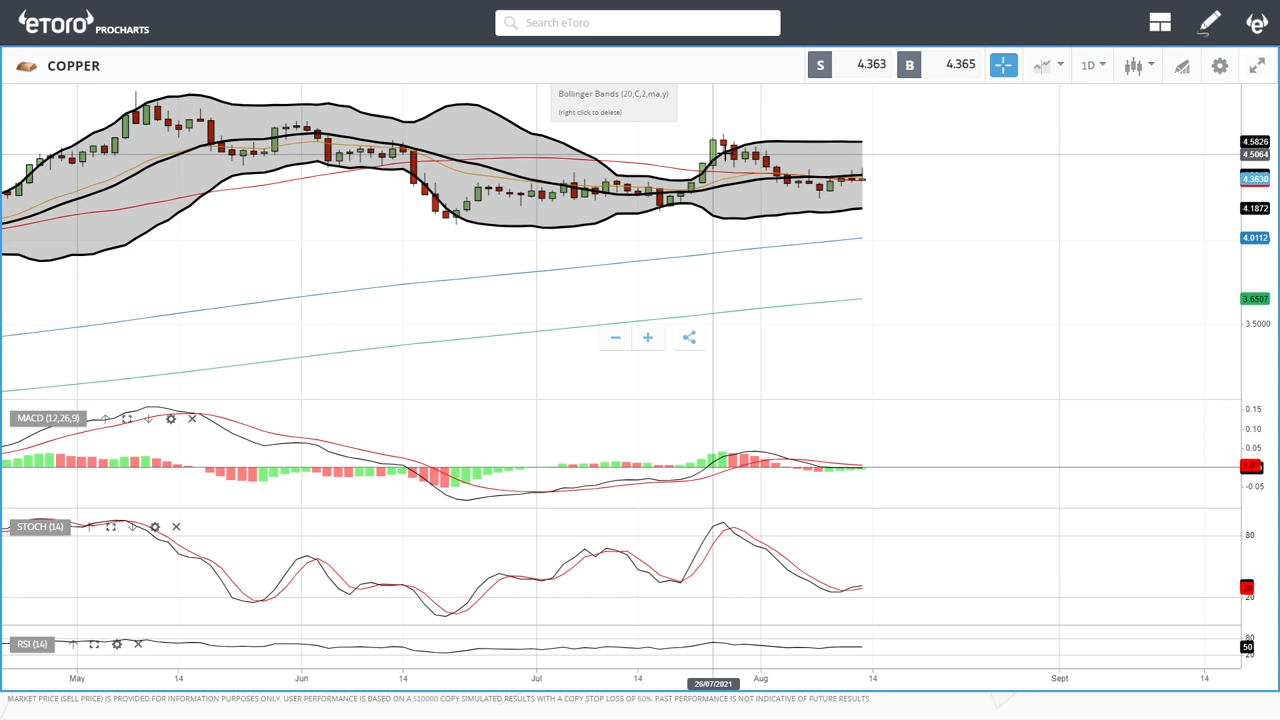 eToro PROCHARTS
Search eToro
COPPER
S 4.363 B 4.365
1D
Bollinger Bands (20,C,2,ma,y)
(right click to delete)
4.5826
4.5064
4.3630
4.1872
4.0112
3.6507
3.5000
MACD (12,26,9)
0.15
0.10
0.05
-0.05
STOCH (14)
80
20
RSI (14)
80
50
20
May 14 Jun 14 Jul 14 26/07/2021 Aug 14 Sept 14
MARKET PRICE (SELL PRICE) IS PROVIDED FOR INFORMATION PURPOSES ONLY. USER PERFORMANCE IS BASED ON A $10000 COPY SIMULATED RESULTS WITH A COPY STOP LOSS OF 60%. PAST PERFORMANCE IS NOT INDICATIVE OF FUTURE RESULTS.